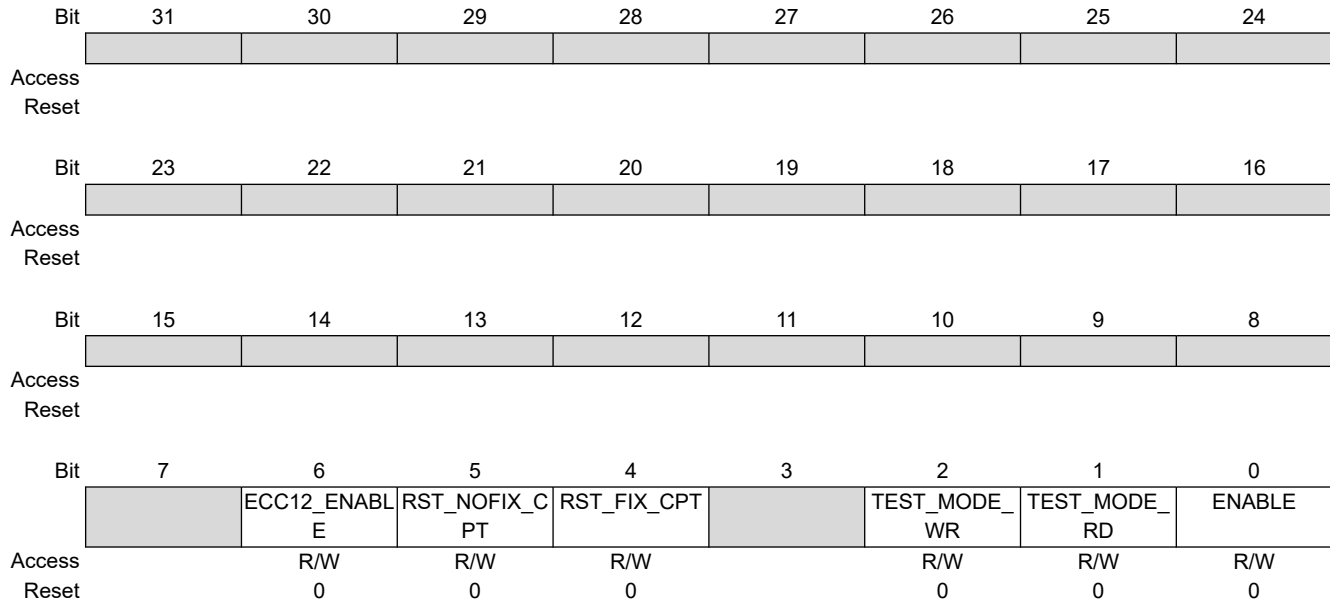 Bit 31 30 29 28 27 26 25 24
Access
Reset
Bit 23 22 21 20 19 18 17 16
Access
Reset
Bit 15 14 13 12 11 10 9 8
Access
Reset
Bit 7 6 5 4 3 2 1 0
ECC12_ENABL RST_NOFIX_C RST_FIX_CPT TEST_MODE_ TEST_MODE_ ENABLE
E PT WR RD
Access R/W R/W R/W R/W R/W R/W
Reset 0 0 0 0 0 0